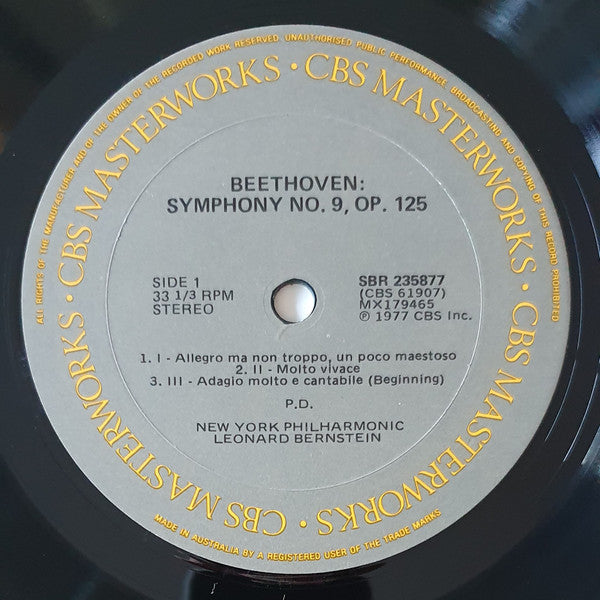 ALL RIGHTS OF THE MANUFACTURER AND OF THE OWNER OF THE RECORDED WORK RESERVED. UNAUTHORISED PUBLIC PERFORMANCE, BROADCASTING AND COPYING OF THIS RECORD PROHIBITED
CBS MASTERWORKS · CBS MASTERWORKS · CBS MASTERWORKS · CBS MASTERWORKS ·
BEETHOVEN:
SYMPHONY NO. 9, OP. 125
SIDE 1
33 1/3 RPM
STEREO
SBR 235877
(CBS 61907)
MX179465
℗ 1977 CBS Inc.
1. I - Allegro ma non troppo, un poco maestoso
2. II - Molto vivace
3. III - Adagio molto e cantabile (Beginning)
P.D.
NEW YORK PHILHARMONIC
LEONARD BERNSTEIN
MADE IN AUSTRALIA BY A REGISTERED USER OF THE TRADE MARKS